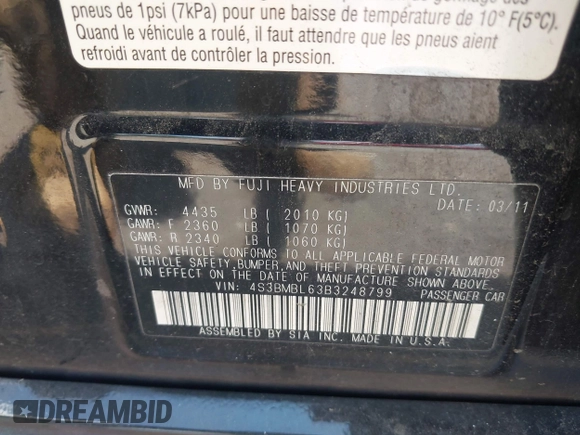 pneus de 1psi (7kPa) pour une baisse de température de 10° F(5°C).
Quand le véhicule a roulé, il faut attendre que les pneus aient
refroidi avant de contrôler la pression.
MFD BY FUJI HEAVY INDUSTRIES LTD.
DATE: 03/11
GVWR: 4435 LB ( 2010 KG)
GAWR: F 2360 LB ( 1070 KG)
GAWR: R 2340 LB ( 1060 KG)
THIS VEHICLE CONFORMS TO ALL APPLICABLE FEDERAL MOTOR
VEHICLE SAFETY, BUMPER, AND THEFT PREVENTION STANDARDS
IN EFFECT ON THE DATE OF MANUFACTURE SHOWN ABOVE.
VIN: 4S3BMBL63B3248799 PASSENGER CAR
ASSEMBLED BY SIA INC. MADE IN U.S.A.
DREAMBID